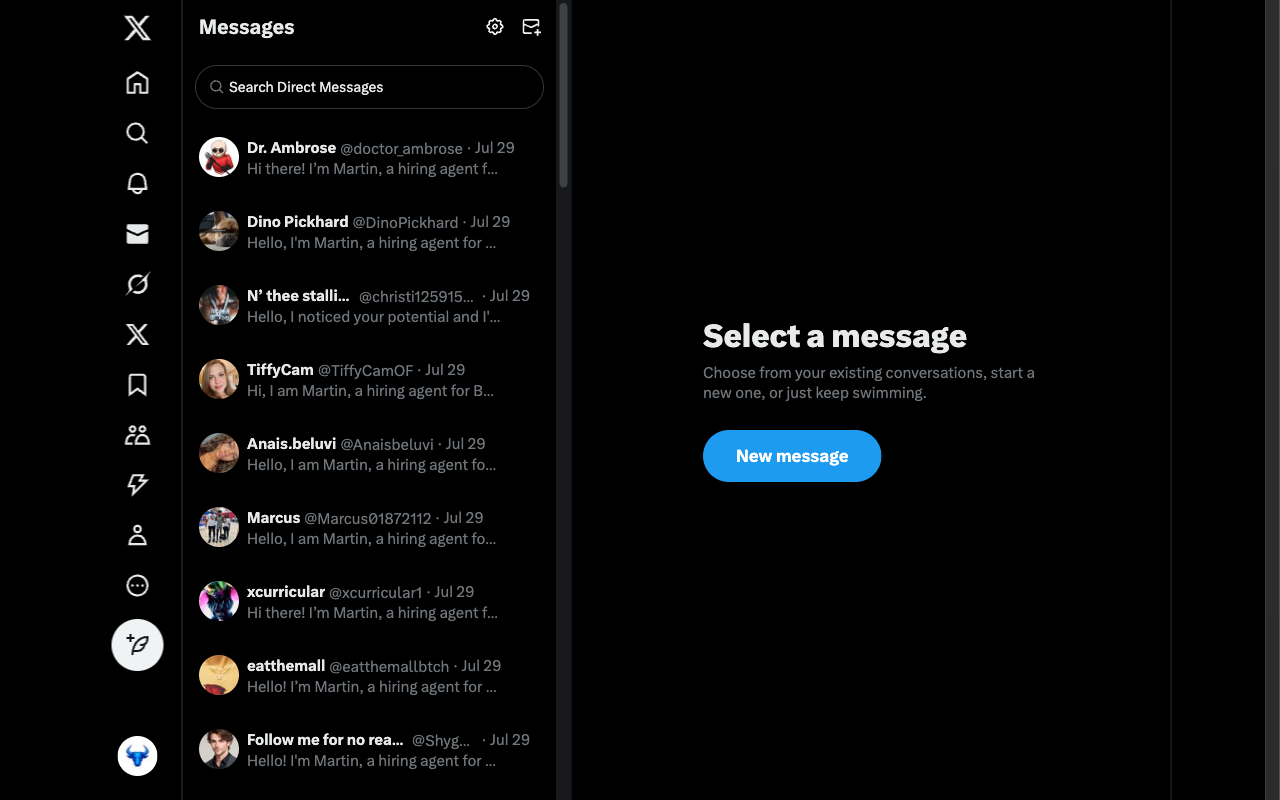 Messages
Search Direct Messages
Dr. Ambrose @doctor_ambrose · Jul 29
Hi there! I’m Martin, a hiring agent f...
Dino Pickhard @DinoPickhard · Jul 29
Hello, I'm Martin, a hiring agent for ...
N’ thee stalli... @christi125915... · Jul 29
Hello, I noticed your potential and I'...
TiffyCam @TiffyCamOF · Jul 29
Hi, I am Martin, a hiring agent for B...
Anais.beluvi @Anaisbeluvi · Jul 29
Hello, I am Martin, a hiring agent fo...
Marcus @Marcus01872112 · Jul 29
Hello, I am Martin, a hiring agent fo...
xcurricular @xcurricular1 · Jul 29
Hi there! I’m Martin, a hiring agent f...
eatthemall @eatthemallbtch · Jul 29
Hello! I’m Martin, a hiring agent for ...
Follow me for no rea... @Shyg... · Jul 29
Hello! I'm Martin, a hiring agent for ...
Select a message
Choose from your existing conversations, start a
new one, or just keep swimming.
New message